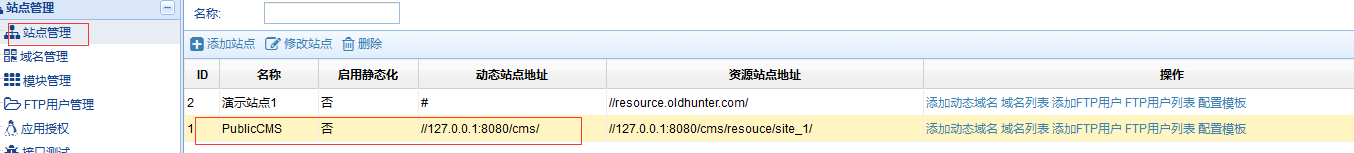 站点管理
名称:
站点管理
添加站点 修改站点 删除
域名管理
ID 名称 启用静态化 动态站点地址 资源站点地址 操作
模块管理
FTP用户管理
2 演示站点1 否 # //resource.oldhunter.com/ 添加动态域名 域名列表 添加FTP用户 FTP用户列表 配置模板
应用授权
1 PublicCMS 否 //127.0.0.1:8080/cms/ //127.0.0.1:8080/cms/resouce/site_1/ 添加动态域名 域名列表 添加FTP用户 FTP用户列表 配置模板
接口测试